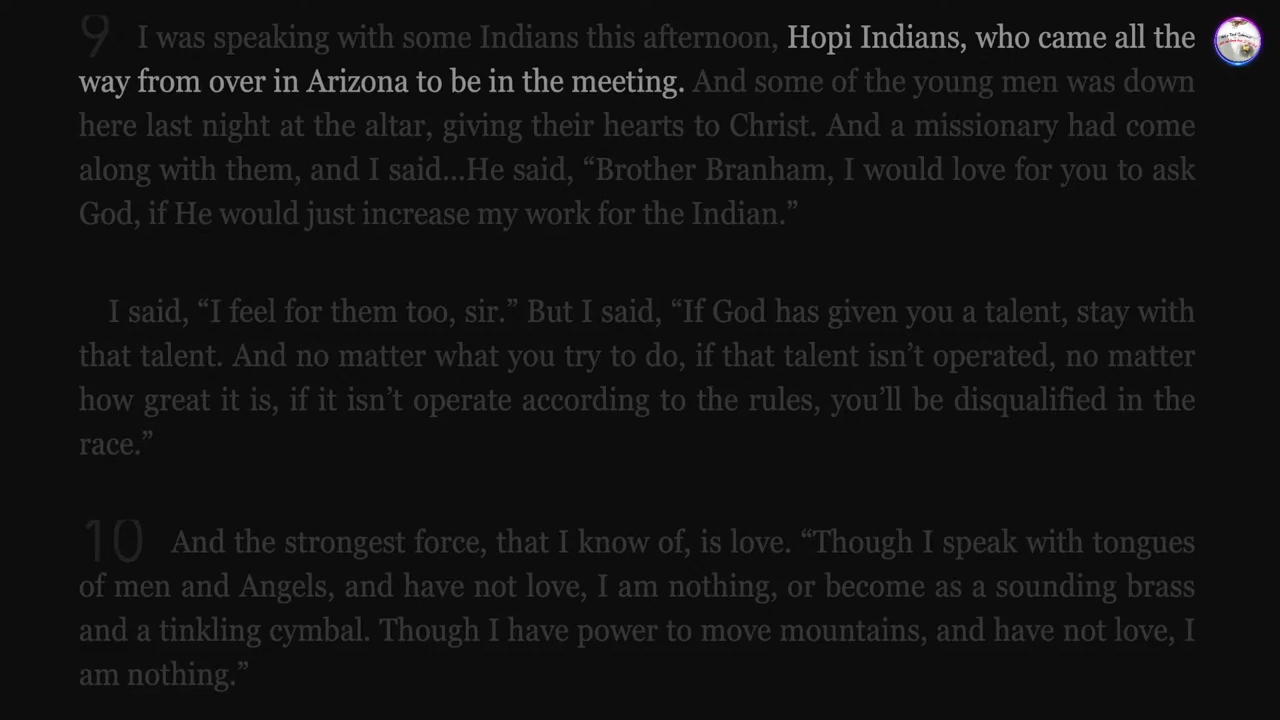 9 I was speaking with some Indians this afternoon, Hopi Indians, who came all the
way from over in Arizona to be in the meeting. And some of the young men was down
here last night at the altar, giving their hearts to Christ. And a missionary had come
along with them, and I said…He said, “Brother Branham, I would love for you to ask
God, if He would just increase my work for the Indian.”
I said, “I feel for them too, sir.” But I said, “If God has given you a talent, stay with
that talent. And no matter what you try to do, if that talent isn’t operated, no matter
how great it is, if it isn’t operate according to the rules, you’ll be disqualified in the
race.”
10 And the strongest force, that I know of, is love. “Though I speak with tongues
of men and Angels, and have not love, I am nothing, or become as a sounding brass
and a tinkling cymbal. Though I have power to move mountains, and have not love, I
am nothing.”